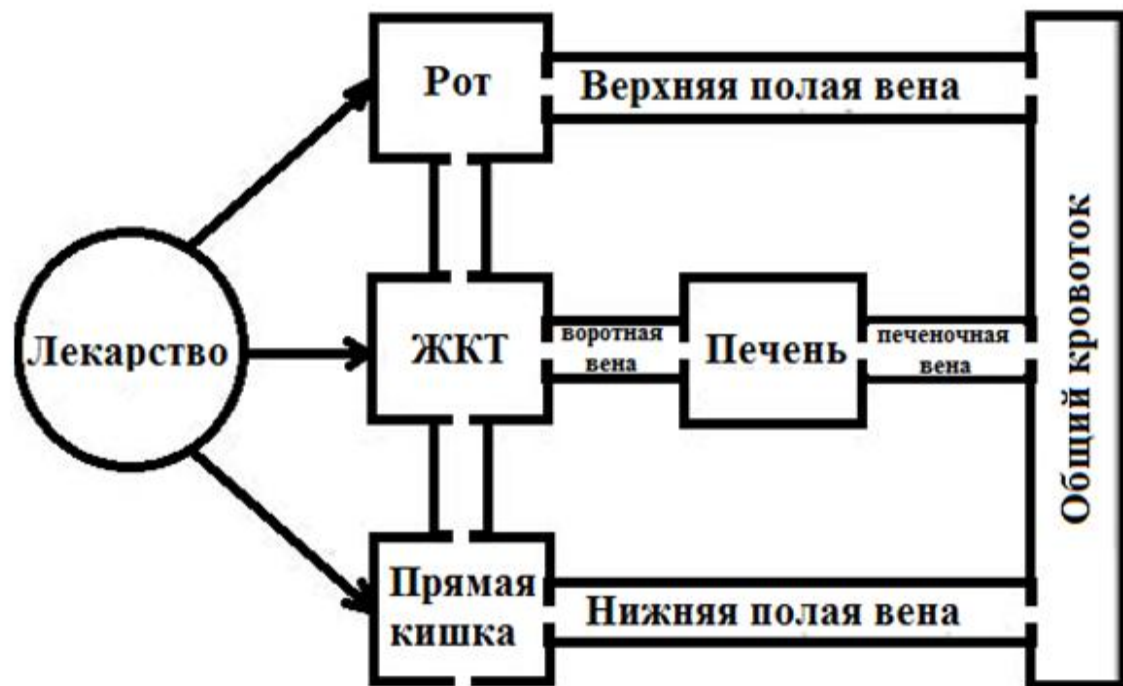 Рот
Верхняя полая вена
Лекарство
ЖКТ
воротная
вена
Печень
печеночная
вена
Общий кровоток
Прямая
кишка
Нижняя полая вена